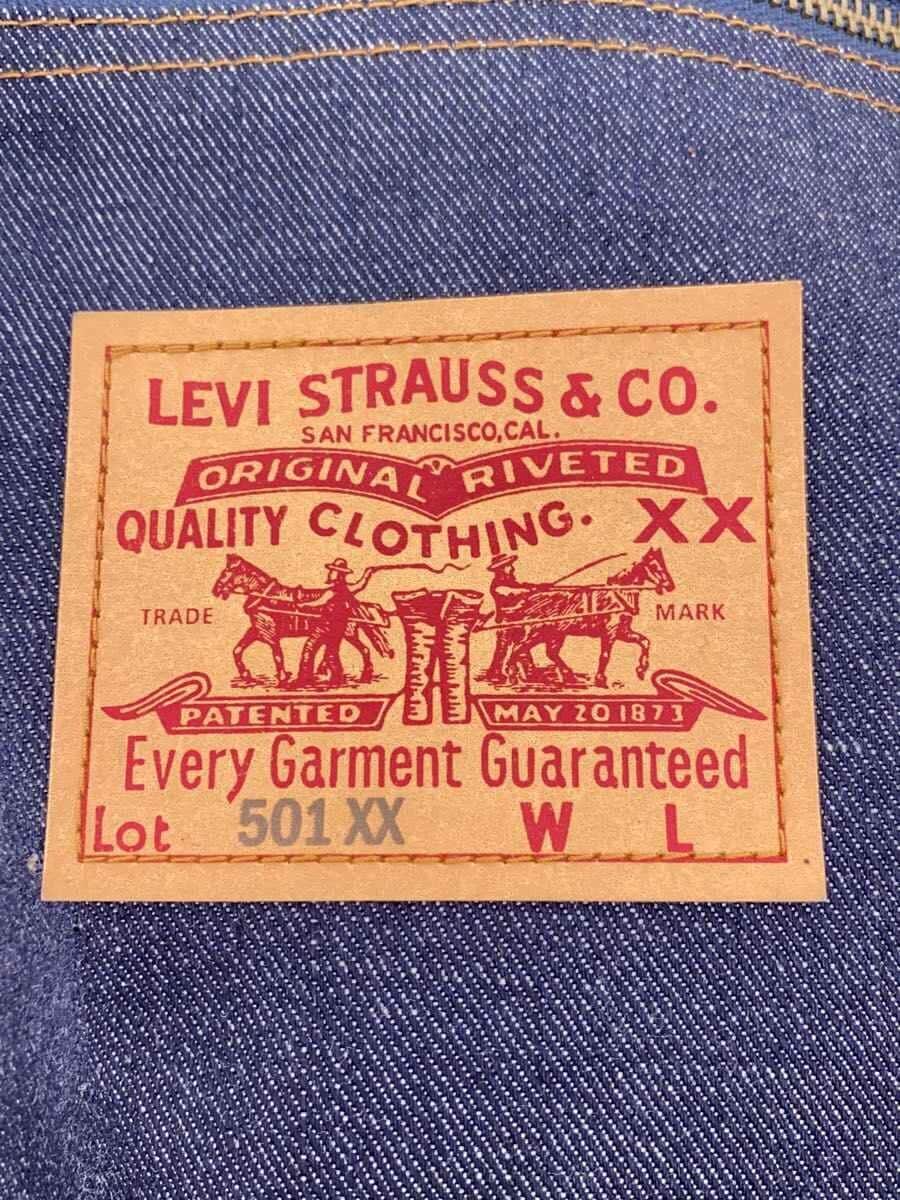 LEVI STRAUSS & CO.
SAN FRANCISCO, CAL.
ORIGINAL RIVETED
QUALITY CLOTHING. XX
TRADE MARK
PATENTED MAY 20 1873
Every Garment Guaranteed
Lot 501 XX W L